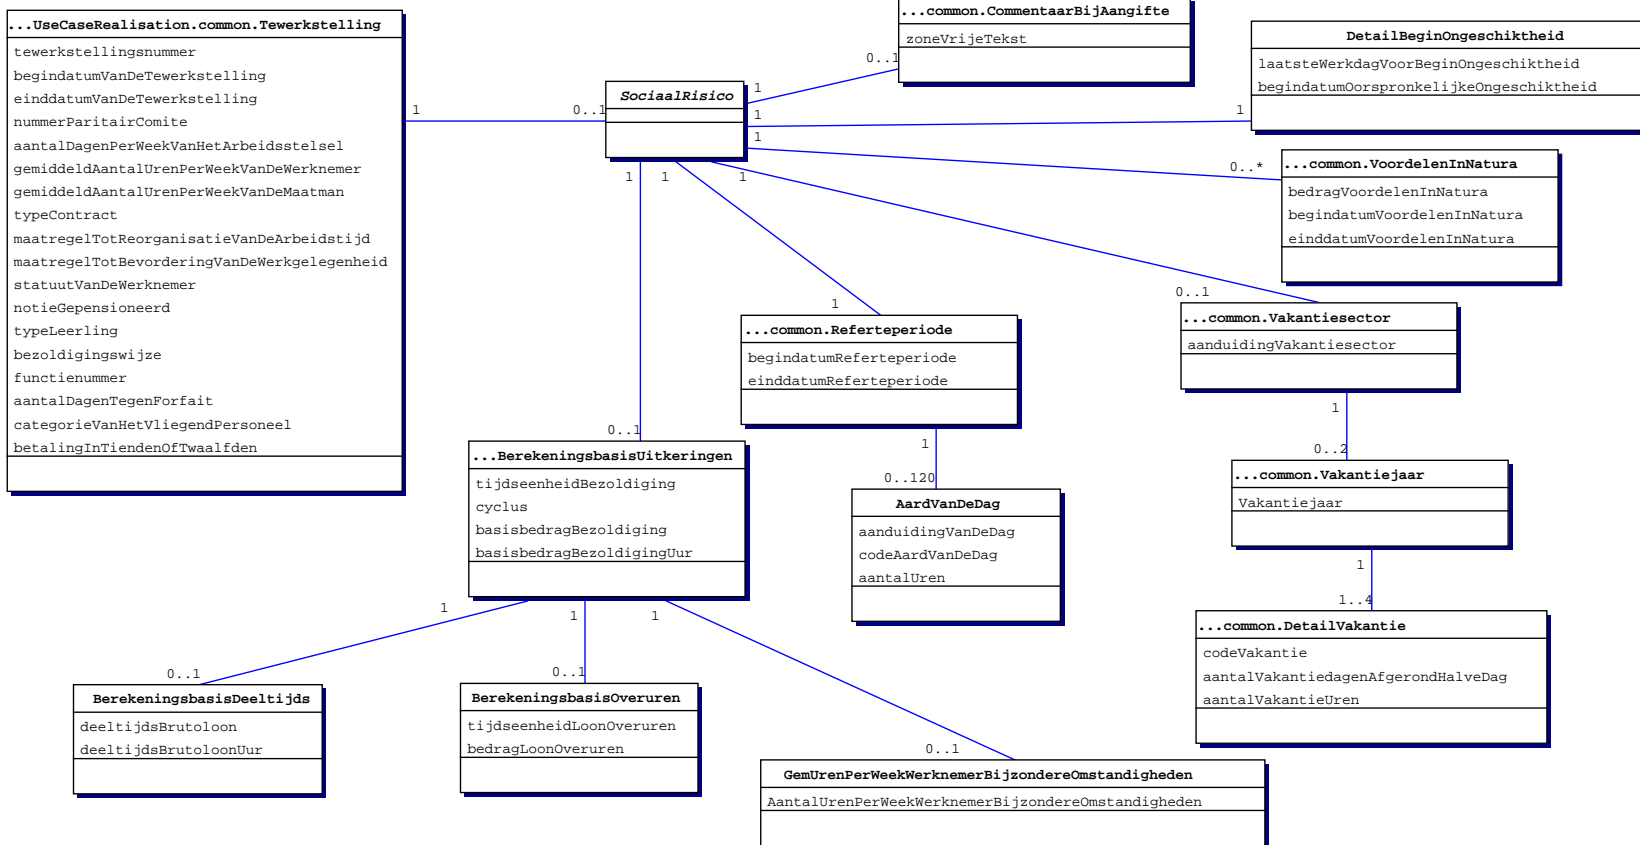 ...UseCaseRealisation.common.Tewerkstelling
tewerkstellingsnummer
begindatumVanDeTewerkstelling
einddatumVanDeTewerkstelling
nummerParitairComite
aantalDagenPerWeekVanHetArbeidsstelsel
gemiddeldAantalUrenPerWeekVanDeWerknemer
gemiddeldAantalUrenPerWeekVanDeMaatman
typeContract
maatregelTotReorganisatieVanDeArbeidstijd
maatregelTotBevorderingVanDeWerkgelegenheid
statuutVanDeWerknemer
notieGepensioneerd
typeLeerling
bezoldigingswijze
functienummer
aantalDagenTegenForfait
categorieVanHetVliegendPersoneel
betalingInTiendenOfTwaalfden
1
0..1
SociaalRisico
1
0..1
...common.CommentaarBijAangifte
zoneVrijeTekst
1
1
DetailBeginOngeschiktheid
laatsteWerkdagVoorBeginOngeschiktheid
begindatumOorspronkelijkeOngeschiktheid
1
0..*
...common.VoordelenInNatura
bedragVoordelenInNatura
begindatumVoordelenInNatura
einddatumVoordelenInNatura
1
1
1
0..1
...common.Vakantiesector
aanduidingVakantiesector
1
...common.Referteperiode
begindatumReferteperiode
einddatumReferteperiode
1
0..2
...common.Vakantiejaar
Vakantiejaar
0..1
...BerekeningsbasisUitkeringen
tijdseenheidBezoldiging
cyclus
basisbedragBezoldiging
basisbedragBezoldigingUur
1
0..120
AardVanDeDag
aanduidingVanDeDag
codeAardVanDeDag
aantalUren
1
1..4
...common.DetailVakantie
codeVakantie
aantalVakantiedagenAfgerondHalveDag
aantalVakantieUren
1
1
1
0..1
BerekeningsbasisDeeltijds
deeltijdsBrutoloon
deeltijdsBrutoloonUur
0..1
BerekeningsbasisOveruren
tijdseenheidLoonOveruren
bedragLoonOveruren
0..1
GemUrenPerWeekWerknemerBijzondereOmstandigheden
AantalUrenPerWeekWerknemerBijzondereOmstandigheden